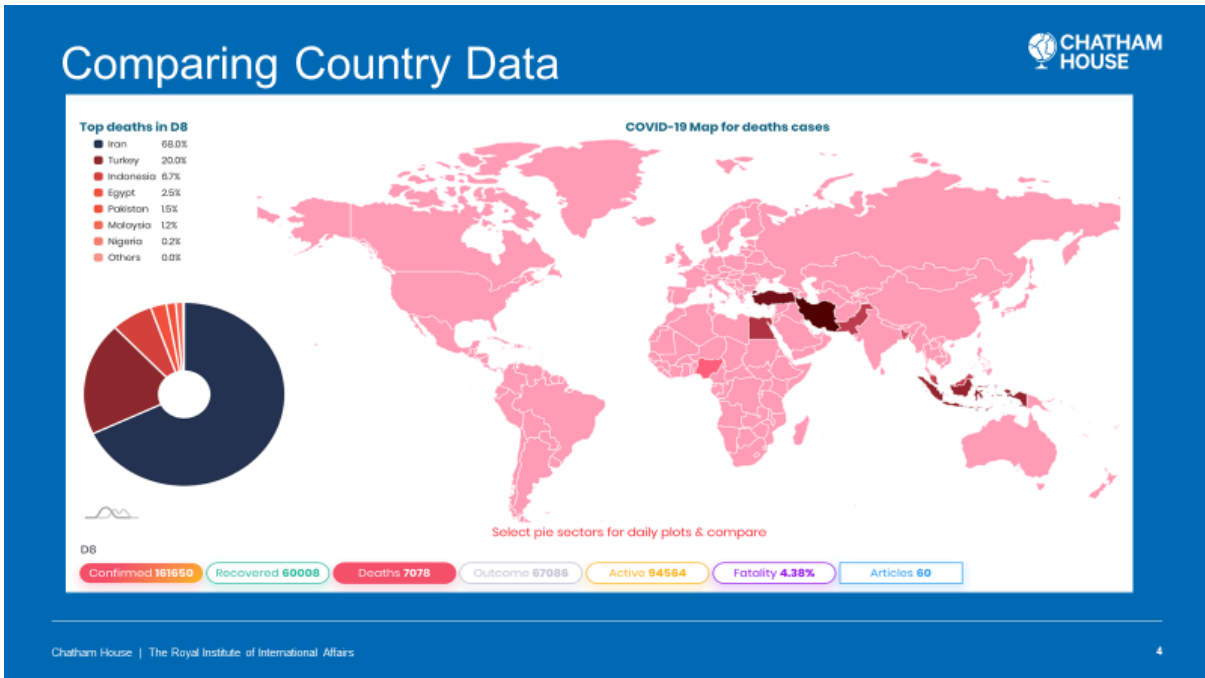 Comparing Country Data
CHATHAM
HOUSE
Top deaths in D8
Iran 68.0%
Turkey 20.0%
Indonesia 6.7%
Egypt 2.5%
Pakistan 1.5%
Malaysia 1.2%
Nigeria 0.2%
Others 0.0%
COVID-19 Map for deaths cases
Select pie sectors for daily plots & compare
D8
Confirmed 161650
Recovered 60008
Deaths 7078
Outcome 67086
Active 94564
Fatality 4.38%
Articles 60
Chatham House | The Royal Institute of International Affairs
4